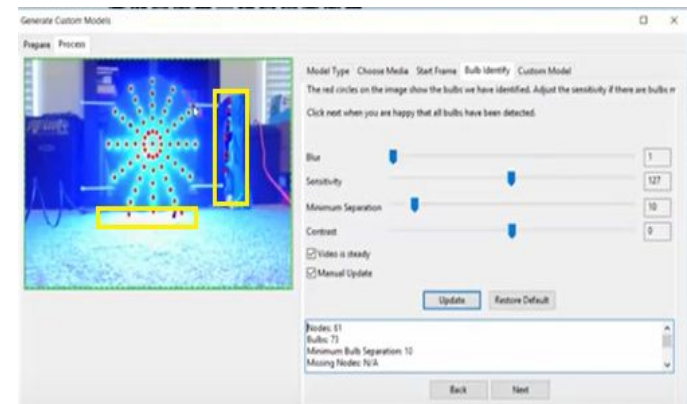 Generate Custom Models
Prepare Process
Model Type Choose Media Start Frame Bulb Identify Custom Model
The red circles on the image show the bulbs we have identified. Adjust the sensitivity if there are bulbs m
Click next when you are happy that all bulbs have been detected.
Blur 1
Sensitivity 127
Minimum Separation 10
Contrast 0
Video is steady
Manual Update
Update Restore Default
Nodes: 61
Bulbs: 73
Minimum Bulb Separation: 10
Missing Nodes: N/A
Back Next